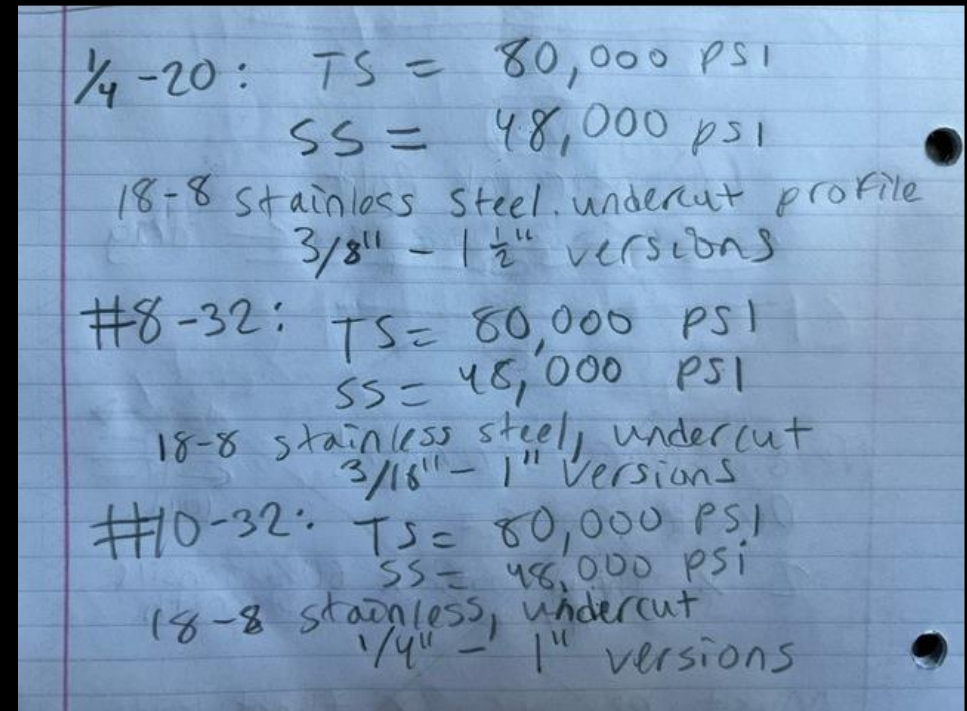 1/4-20: TS = 80,000 PSI
SS = 48,000 psi
18-8 stainless steel. undercut profile
3/8" - 1 1/2" versions
#8-32: TS = 80,000 PSI
SS = 48,000 PSI
18-8 stainless steel, undercut
3/16" - 1" versions
#10-32: TS = 80,000 PSI
SS = 48,000 PSi
18-8 stainless, undercut
1/4" - 1" versions